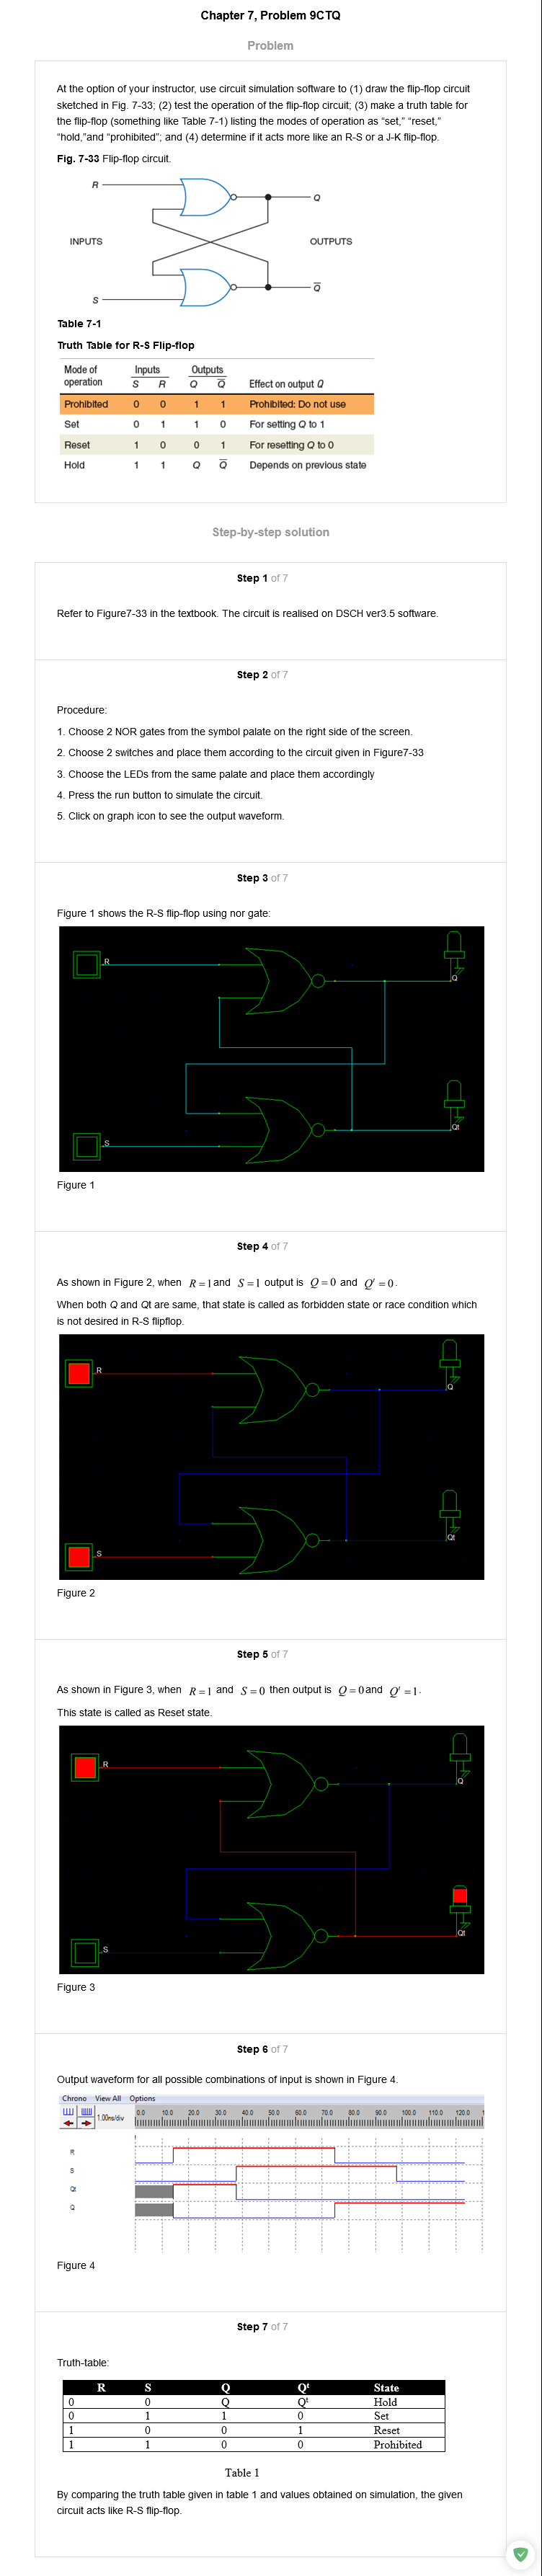 Chapter 7, Problem 9CTQ
Problem
At the option of your instructor, use circuit simulation software to (1) draw the flip-flop circuit
sketched in Fig. 7-33; (2) test the operation of the flip-flop circuit; (3) make a truth table for
the flip-flop (something like Table 7-1) listing the modes of operation as “set,” “reset,”
“hold,”and “prohibited”; and (4) determine if it acts more like an R-S or a J-K flip-flop.
Fig. 7-33 Flip-flop circuit.
R
Q
INPUTS OUTPUTS
Q̅
S
Table 7-1
Truth Table for R-S Flip-flop
Mode of Inputs Outputs
operation S R Q Q̅ Effect on output Q
Prohibited 0 0 1 1 Prohibited: Do not use
Set 0 1 1 0 For setting Q to 1
Reset 1 0 0 1 For resetting Q to 0
Hold 1 1 Q Q̅ Depends on previous state
Step-by-step solution
Step 1 of 7
Refer to Figure7-33 in the textbook. The circuit is realised on DSCH ver3.5 software.
Step 2 of 7
Procedure:
1. Choose 2 NOR gates from the symbol palate on the right side of the screen.
2. Choose 2 switches and place them according to the circuit given in Figure7-33
3. Choose the LEDs from the same palate and place them accordingly
4. Press the run button to simulate the circuit.
5. Click on graph icon to see the output waveform.
Step 3 of 7
Figure 1 shows the R-S flip-flop using nor gate:
R
Q
Qt
S
Figure 1
Step 4 of 7
As shown in Figure 2, when R=1 and S=1 output is Q=0 and Q'=0.
When both Q and Qt are same, that state is called as forbidden state or race condition which
is not desired in R-S flipflop.
R
Q
Qt
S
Figure 2
Step 5 of 7
As shown in Figure 3, when R=1 and S=0 then output is Q=0 and Q'=1.
This state is called as Reset state.
R
Q
Qt
S
Figure 3
Step 6 of 7
Output waveform for all possible combinations of input is shown in Figure 4.
Chrono View All Options
1.00ns/div 0.0 10.0 20.0 30.0 40.0 50.0 60.0 70.0 80.0 90.0 100.0 110.0 120.0 1
R
S
Qt
Q
Figure 4
Step 7 of 7
Truth-table:
R S Q Qᵗ State
0 0 Q Qᵗ Hold
0 1 1 0 Set
1 0 0 1 Reset
1 1 0 0 Prohibited
Table 1
By comparing the truth table given in table 1 and values obtained on simulation, the given
circuit acts like R-S flip-flop.